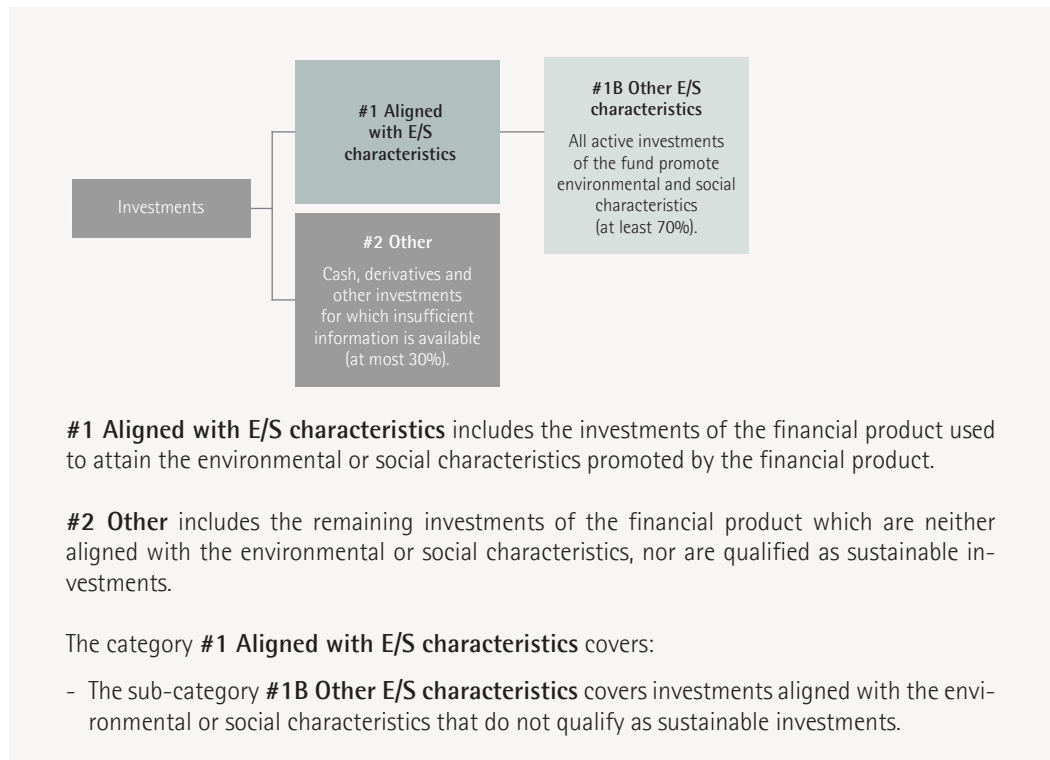 #1 Aligned
with E/S
characteristics
#1B Other E/S
characteristics
All active investments
of the fund promote
environmental and social
characteristics
(at least 70%).
Investments
#2 Other
Cash, derivatives and
other investments
for which insufficient
information is available
(at most 30%).
#1 Aligned with E/S characteristics includes the investments of the financial product used
to attain the environmental or social characteristics promoted by the financial product.
#2 Other includes the remaining investments of the financial product which are neither
aligned with the environmental or social characteristics, nor are qualified as sustainable in-
vestments.
The category #1 Aligned with E/S characteristics covers:
- The sub-category #1B Other E/S characteristics covers investments aligned with the envi-
ronmental or social characteristics that do not qualify as sustainable investments.